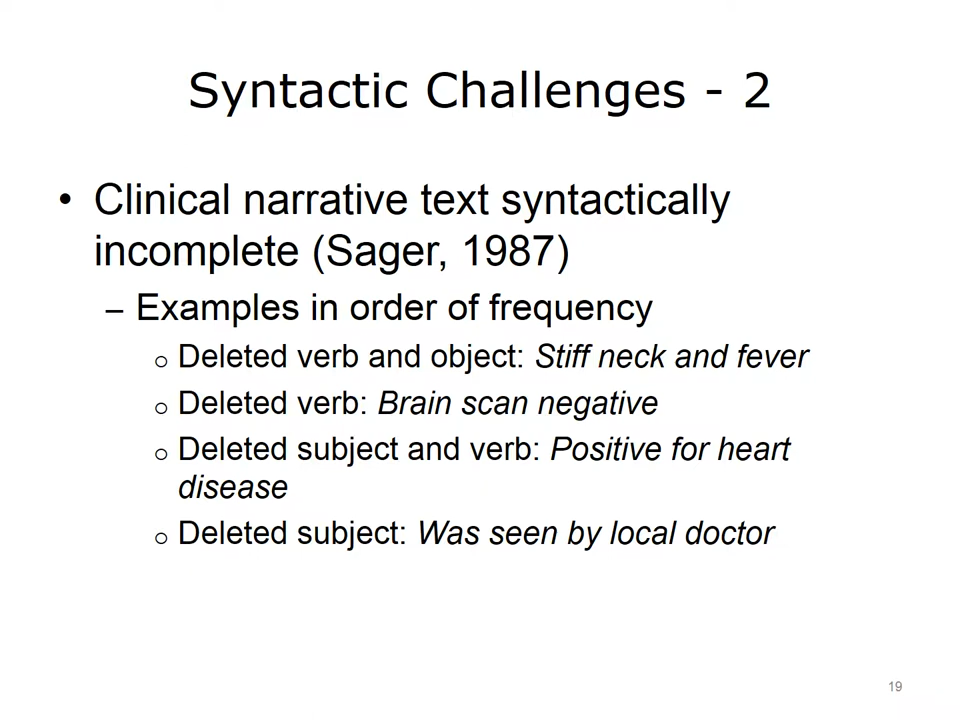 Syntactic Challenges - 2
• Clinical narrative text syntactically
incomplete (Sager, 1987)
– Examples in order of frequency
o Deleted verb and object: Stiff neck and fever
o Deleted verb: Brain scan negative
o Deleted subject and verb: Positive for heart
disease
o Deleted subject: Was seen by local doctor
19